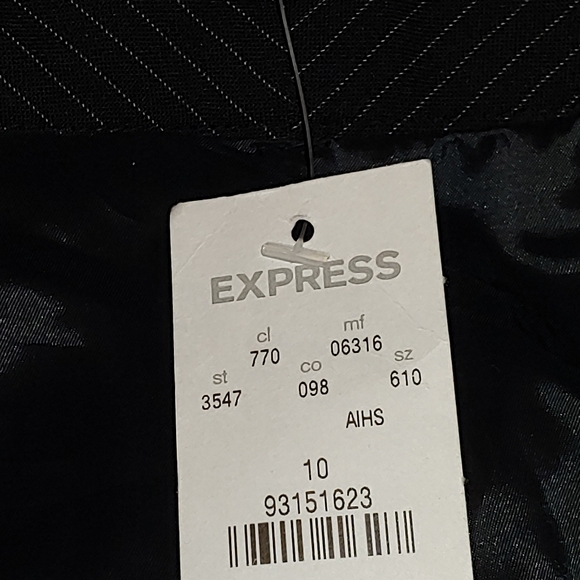 EXPRESS
cl mf
770 06316
st co sz
3547 098 610
AIHS
10
93151623